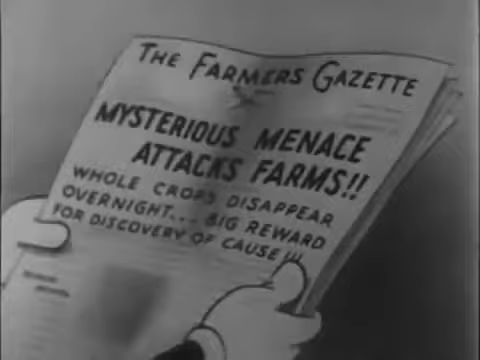 THE FARMERS GAZETTE
MYSTERIOUS MENACE
ATTACKS FARMS!!
WHOLE CROPS DISAPPEAR
OVERNIGHT... BIG REWARD
FOR DISCOVERY OF CAUSE!!!